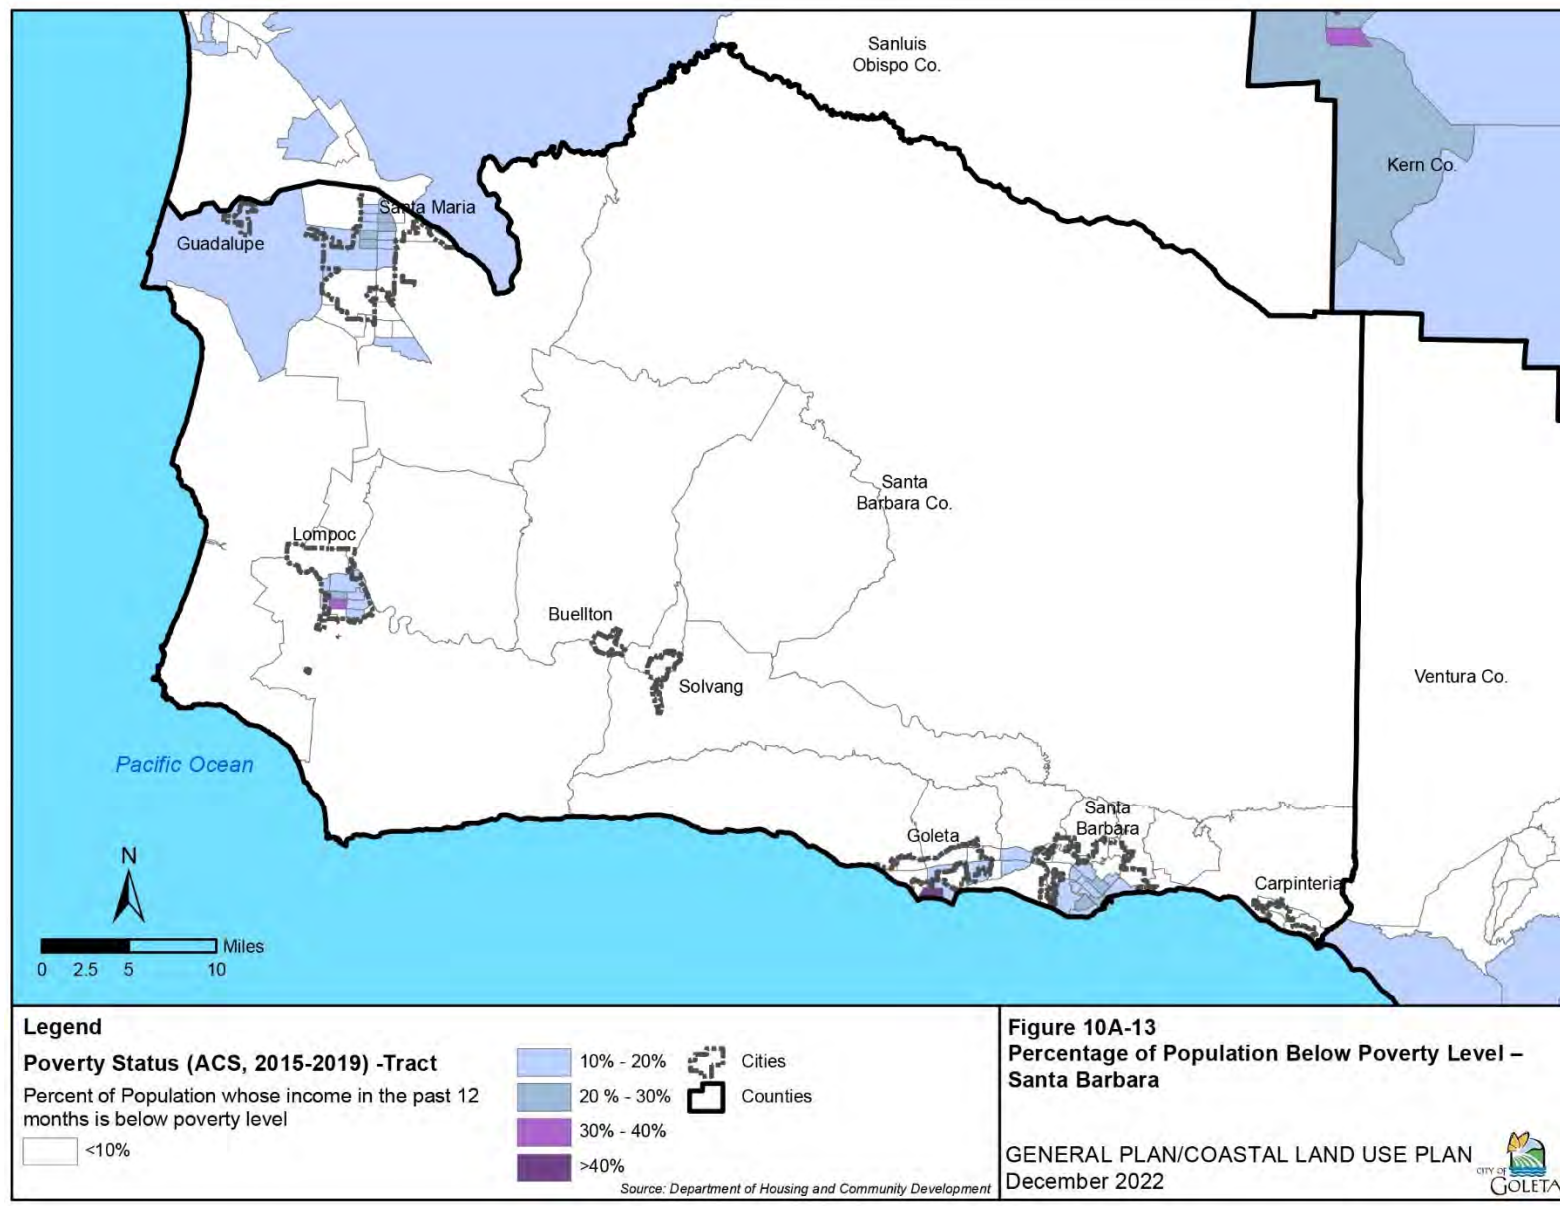 Sanluis
Obispo Co.
Kern Co.
Santa Maria
Guadalupe
Santa
Barbara Co.
Lompoc
Buellton
Solvang
Ventura Co.
Pacific Ocean
Santa
Barbara
Goleta
Carpinteria
N
Miles
0 2.5 5 10
Legend
Poverty Status (ACS, 2015-2019) -Tract
Percent of Population whose income in the past 12
months is below poverty level
<10%
10% - 20%
20 % - 30%
30% - 40%
>40%
Cities
Counties
Source: Department of Housing and Community Development
Figure 10A-13
Percentage of Population Below Poverty Level –
Santa Barbara
GENERAL PLAN/COASTAL LAND USE PLAN
December 2022
CITY OF
GOLETA